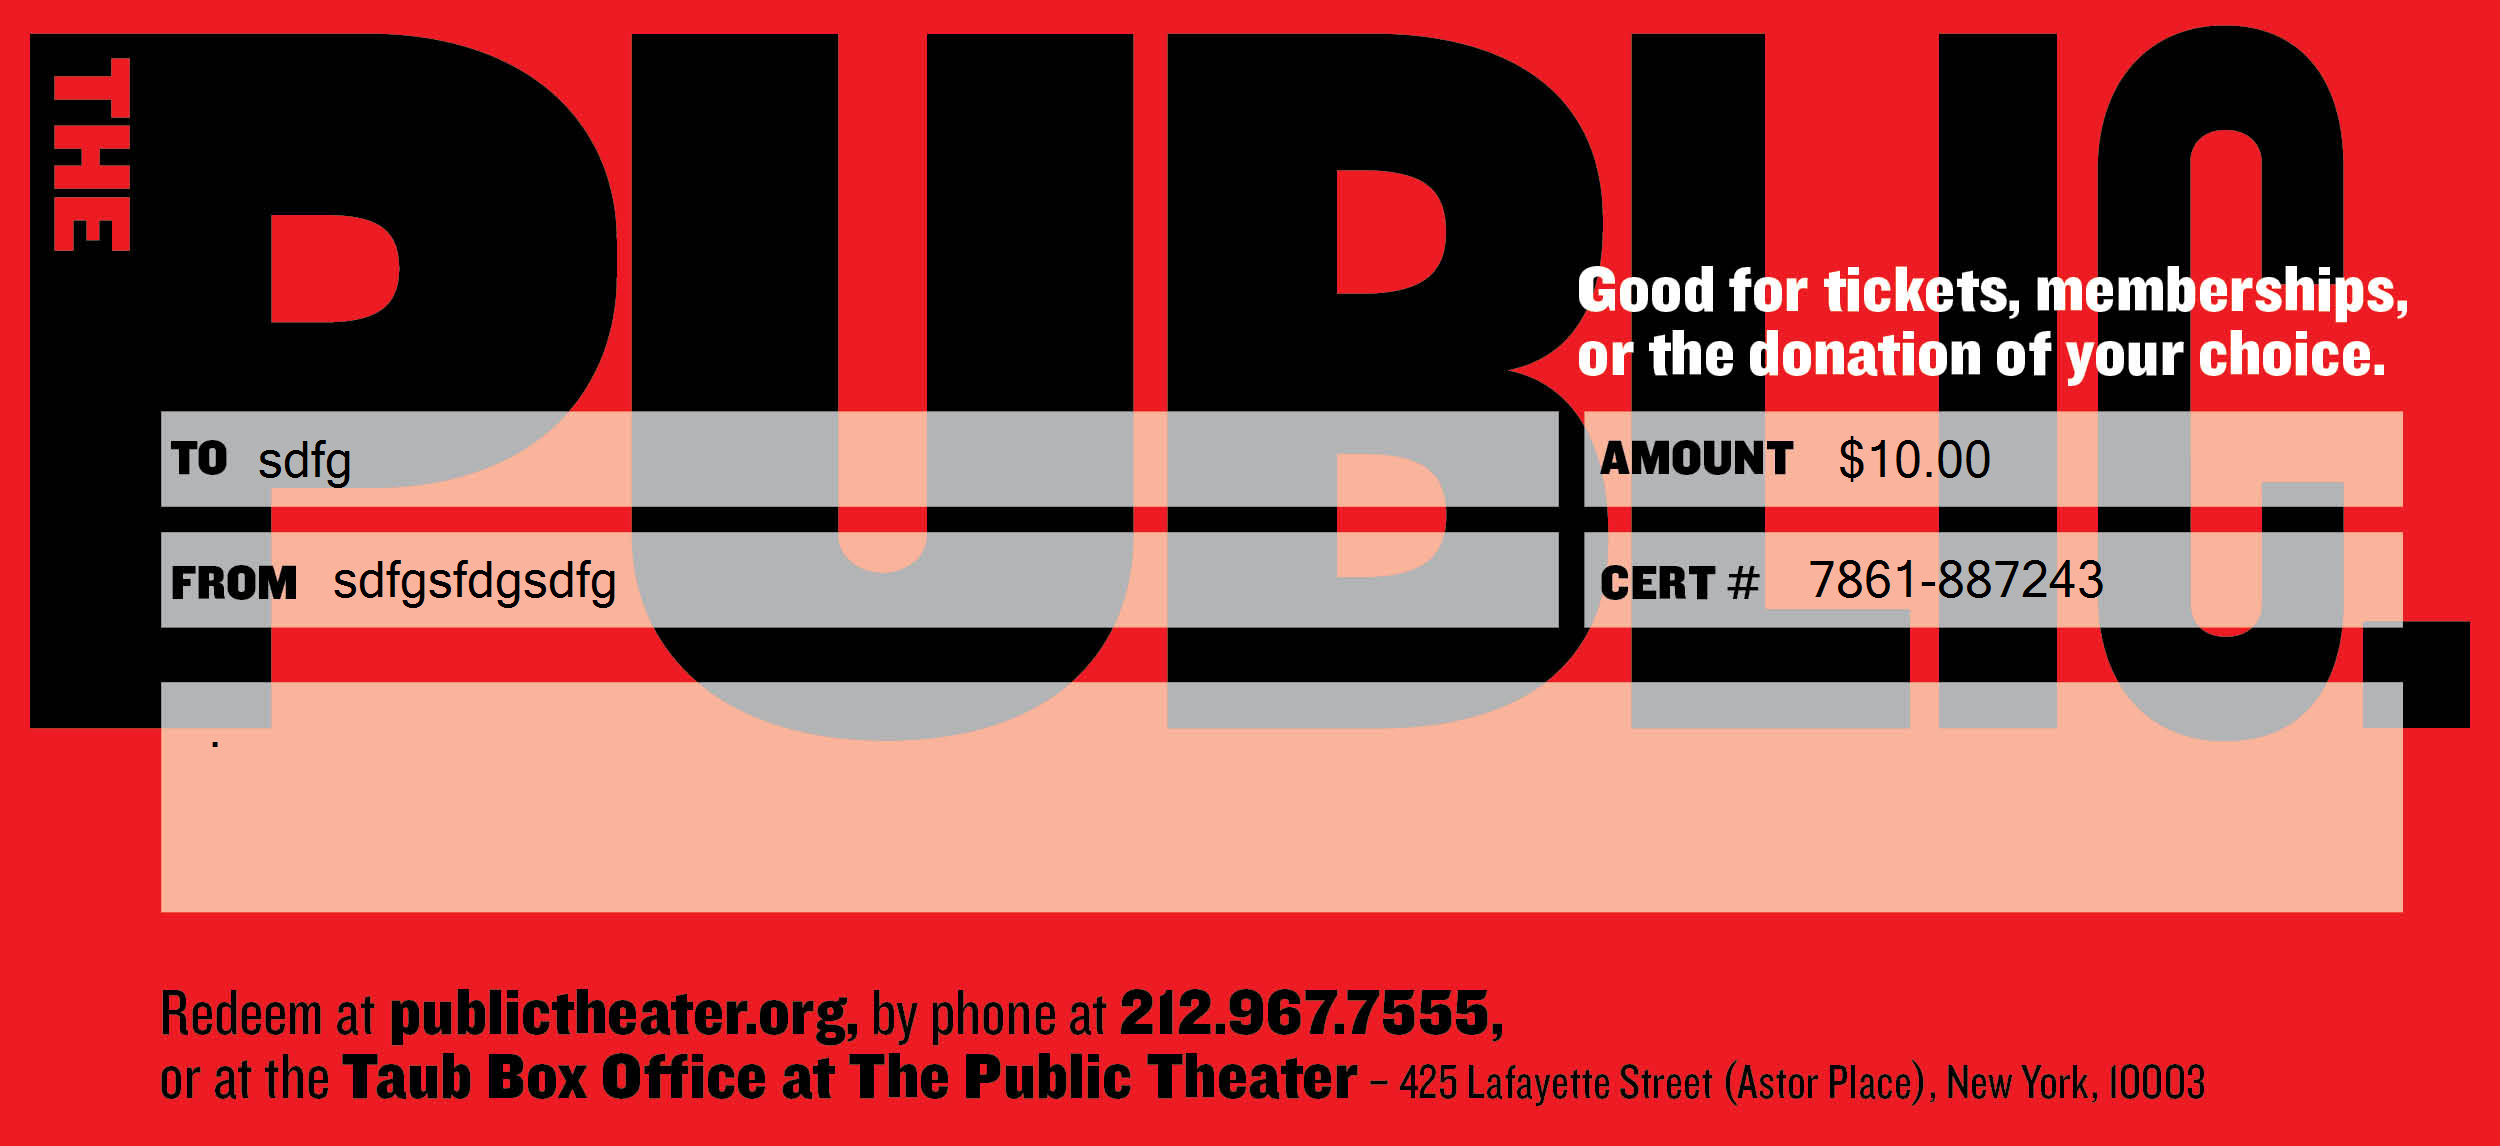 THE
PUBLIC.
Good for tickets, memberships,
or the donation of your choice.
TO sdfg
AMOUNT $10.00
FROM sdfgsfdgsdfg
CERT # 7861-887243
.
Redeem at publictheater.org, by phone at 212.967.7555,
or at the Taub Box Office at The Public Theater – 425 Lafayette Street (Astor Place), New York, 10003